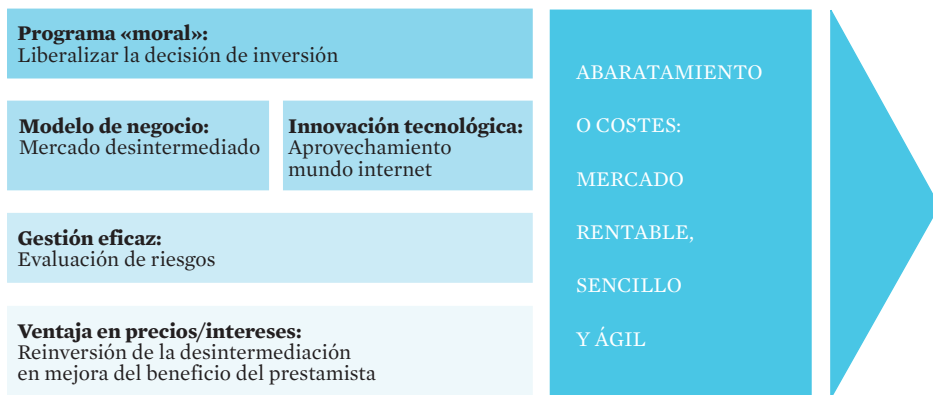 Programa «moral»:
Liberalizar la decisión de inversión
Modelo de negocio:
Mercado desintermediado
Innovación tecnológica:
Aprovechamiento
mundo internet
Gestión eficaz:
Evaluación de riesgos
Ventaja en precios/intereses:
Reinversión de la desintermediación
en mejora del beneficio del prestamista
ABARATAMIENTO
O COSTES:
MERCADO
RENTABLE,
SENCILLO
Y ÁGIL